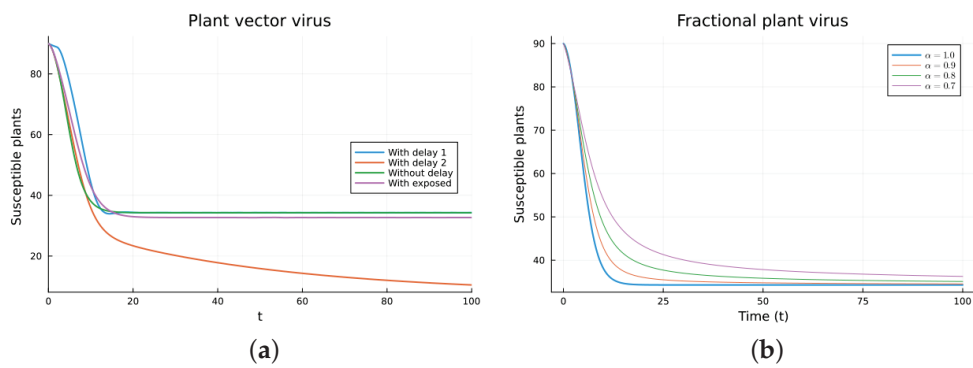 Plant vector virus
Susceptible plants
80
60
40
20
With delay 1
With delay 2
Without delay
With exposed
0
20
40
60
80
100
t
(a)
Fractional plant virus
Susceptible plants
90
80
70
60
50
40
α = 1.0
α = 0.9
α = 0.8
α = 0.7
0
25
50
75
100
Time (t)
(b)